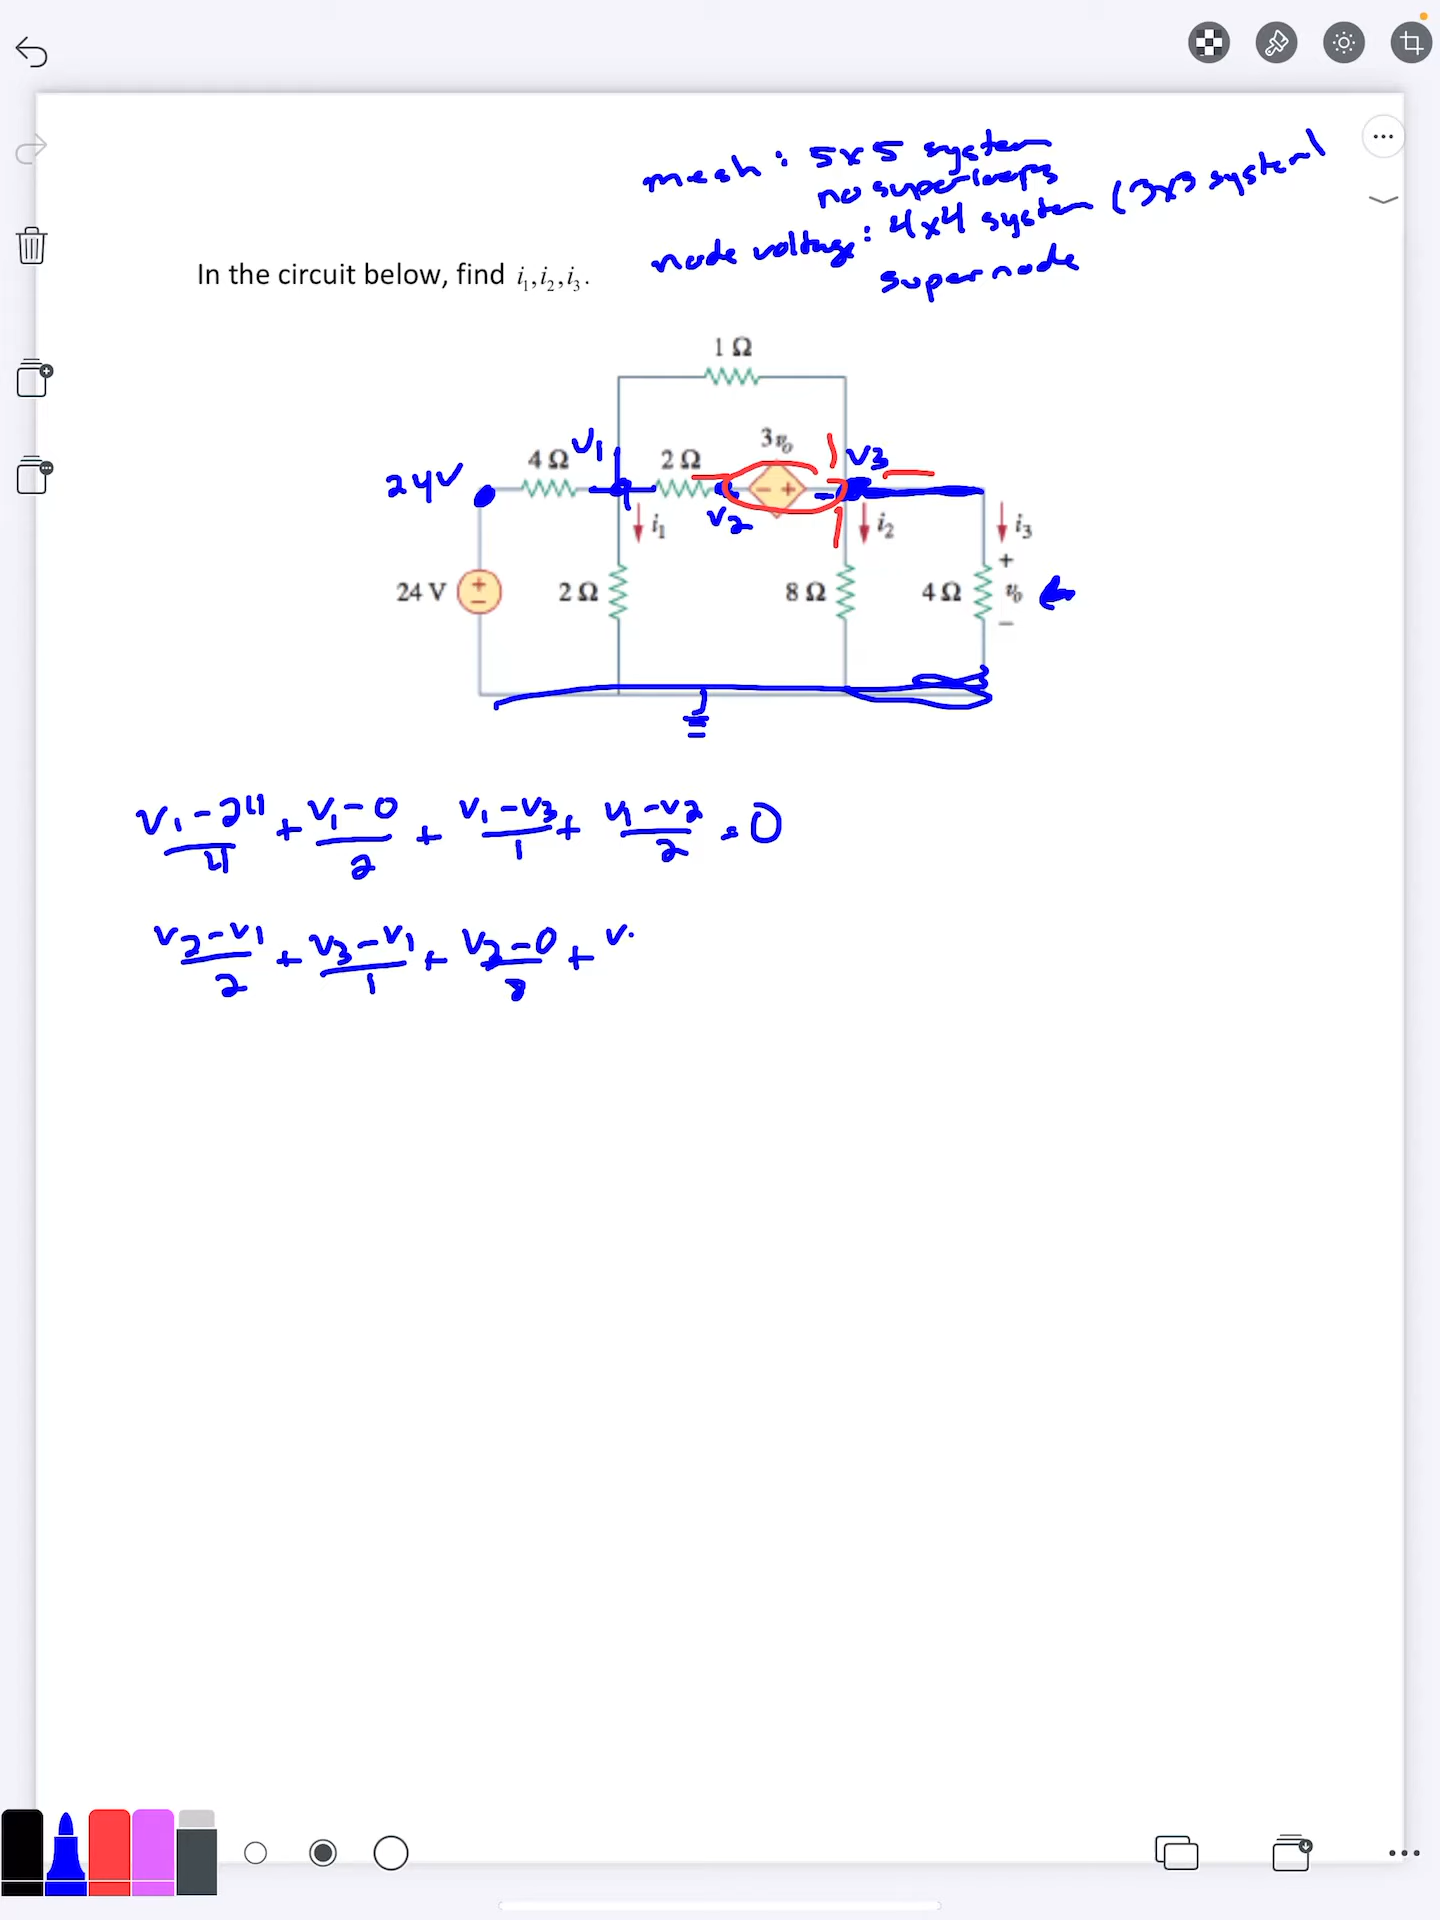 mesh : 5x5 system
no superloops
node voltage : 4x4 system (3x3 system)
supernode
In the circuit below, find i₁, i₂, i₃.
1 Ω
24V
4 Ω
V1
2 Ω
3v₀
V3
V2
i₁
i₂
i₃
24 V
+
−
2 Ω
8 Ω
4 Ω
+
v₀
−
− +
(V1 - 24)/4 + (V1 - 0)/2 + (V1 - V3)/1 + (V1 - V2)/2 = 0
(V2 - V1)/2 + (V3 - V1)/1 + (V3 - 0)/8 + V